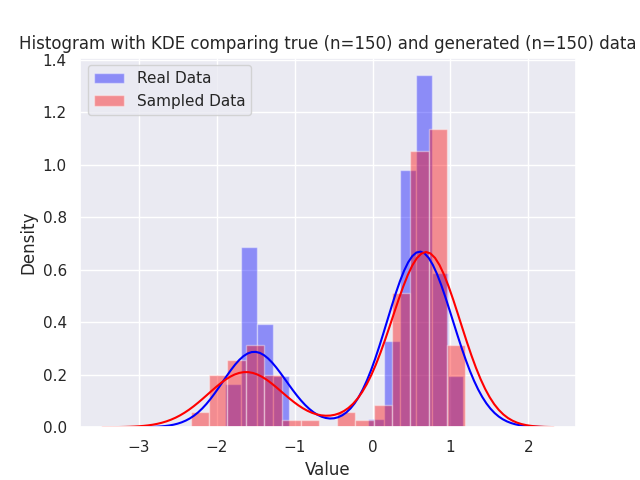 Histogram with KDE comparing true (n=150) and generated (n=150) data
Real Data
Sampled Data
Density
1.4
1.2
1.0
0.8
0.6
0.4
0.2
0.0
−3 −2 −1 0 1 2
Value